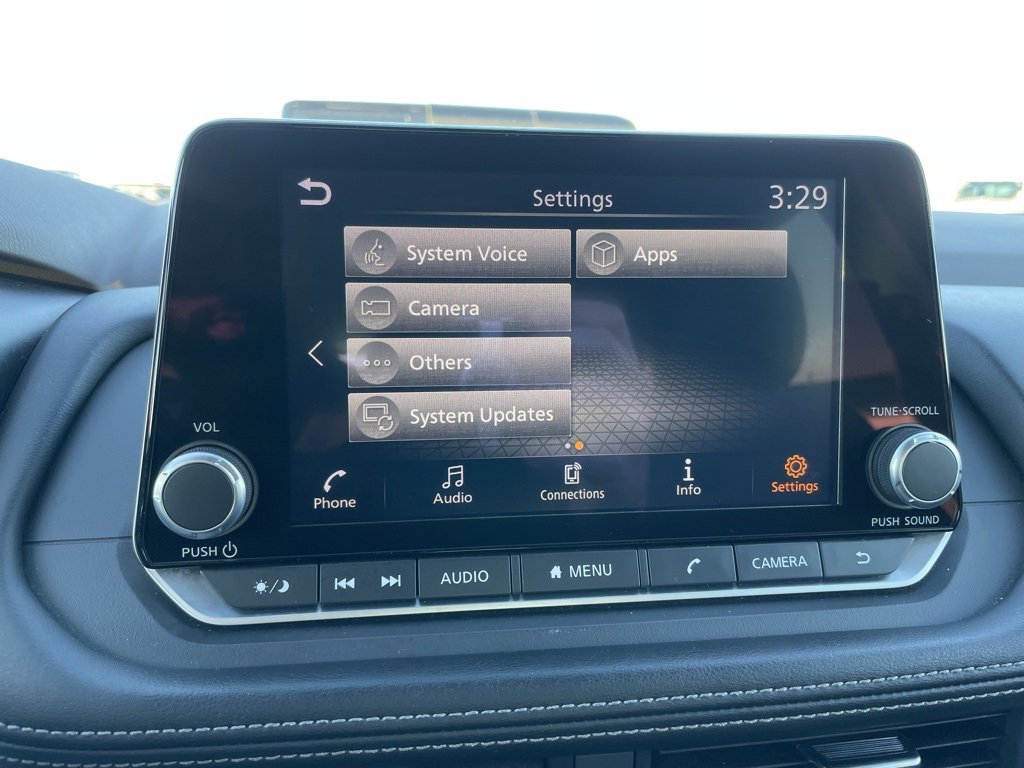 Settings
3:29
System Voice
Apps
Camera
Others
System Updates
VOL
TUNE·SCROLL
Phone
Audio
Connections
Info
Settings
PUSH
PUSH SOUND
AUDIO
MENU
CAMERA